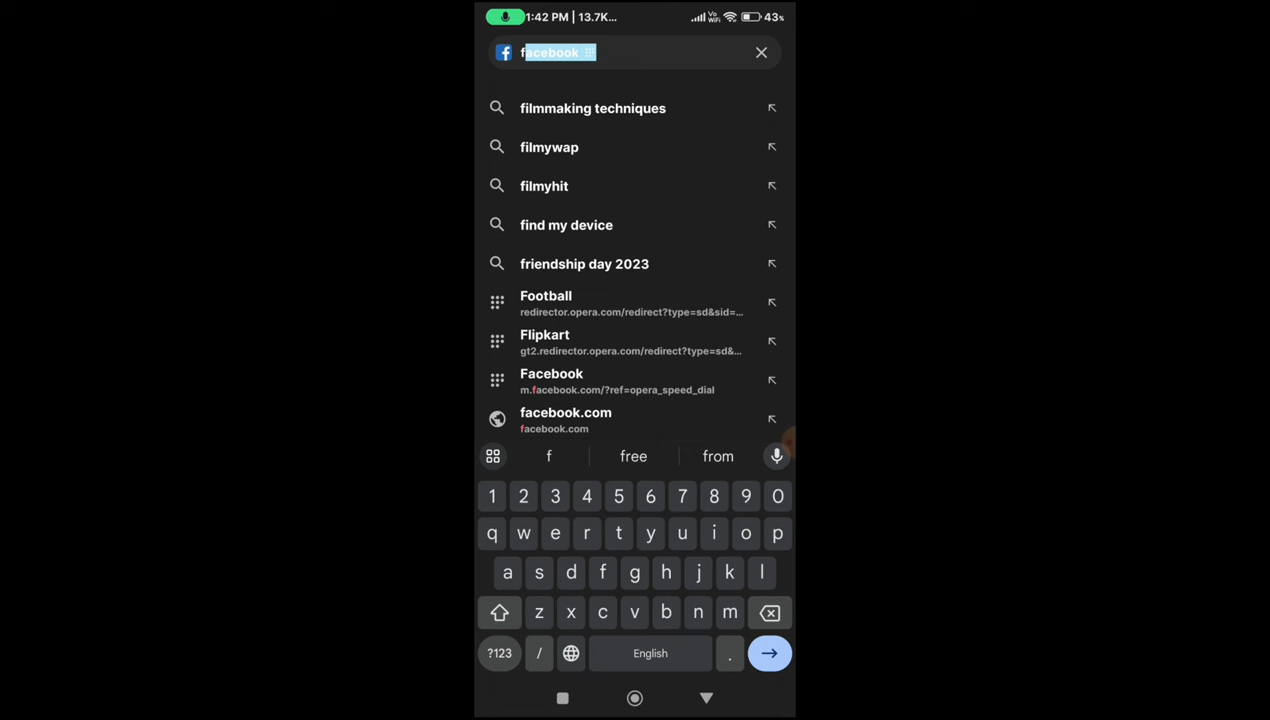 1:42 PM | 13.7K... Vo WiFi 43%
facebook
filmmaking techniques
filmywap
filmyhit
find my device
friendship day 2023
Football
redirector.opera.com/redirect?type=sd&sid=...
Flipkart
gt2.redirector.opera.com/redirect?type=sd&...
Facebook
m.facebook.com/?ref=opera_speed_dial
facebook.com
facebook.com
f free from
1 2 3 4 5 6 7 8 9 0
q w e r t y u i o p
a s d f g h j k l
z x c v b n m
?123 / English .